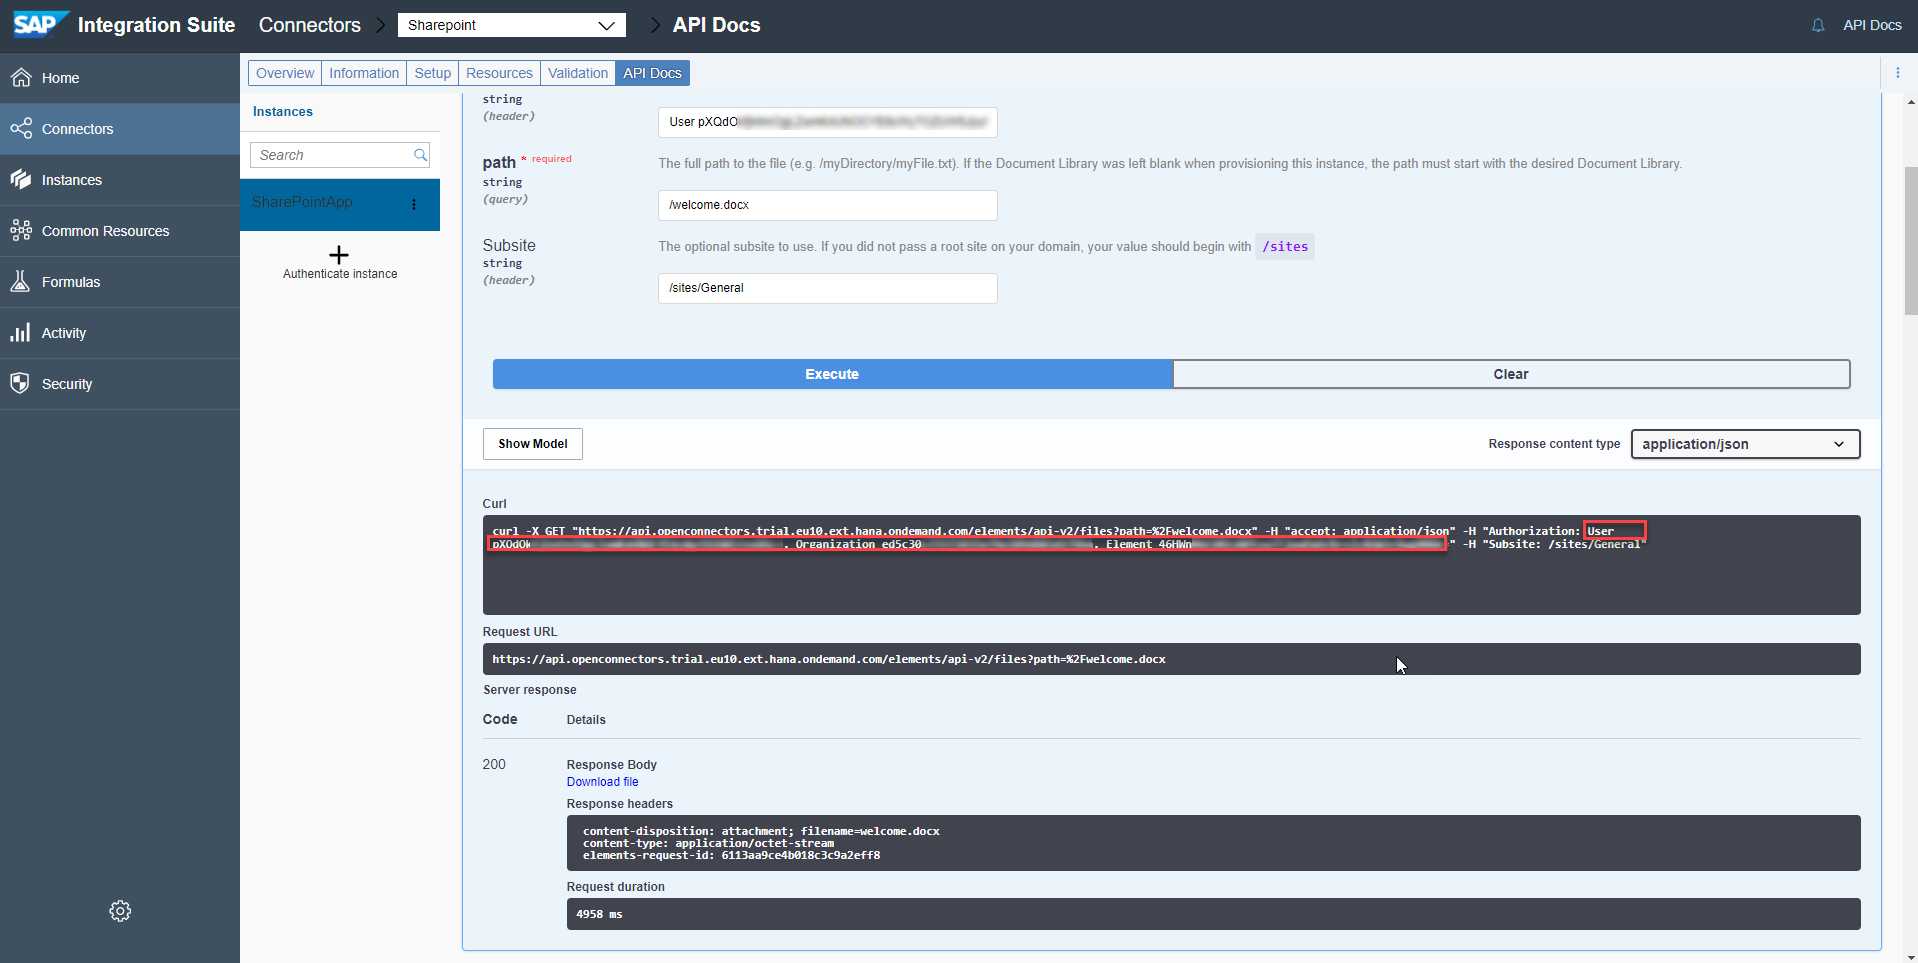 SAP Integration Suite Connectors Sharepoint API Docs API Docs
Home
Connectors
Instances
Common Resources
Formulas
Activity
Security
Overview Information Setup Resources Validation API Docs
Instances
Search
SharePointApp
Authenticate instance
string
(header)
User pXQdO
path * required
string
(query)
The full path to the file (e.g. /myDirectory/myFile.txt). If the Document Library was left blank when provisioning this instance, the path must start with the desired Document Library.
/welcome.docx
Subsite
string
(header)
The optional subsite to use. If you did not pass a root site on your domain, your value should begin with /sites
/sites/General
Execute Clear
Show Model Response content type application/json
Curl
curl -X GET "https://api.openconnectors.trial.eu10.ext.hana.ondemand.com/elements/api-v2/files?path=%2Fwelcome.docx" -H "accept: application/json" -H "Authorization: User
pXQdOk , Organization ed5c30 , Element 46HWn " -H "Subsite: /sites/General"
Request URL
https://api.openconnectors.trial.eu10.ext.hana.ondemand.com/elements/api-v2/files?path=%2Fwelcome.docx
Server response
Code Details
200
Response Body
Download file
Response headers
content-disposition: attachment; filename=welcome.docx
content-type: application/octet-stream
elements-request-id: 6113aa9ce4b018c3c9a2eff8
Request duration
4958 ms